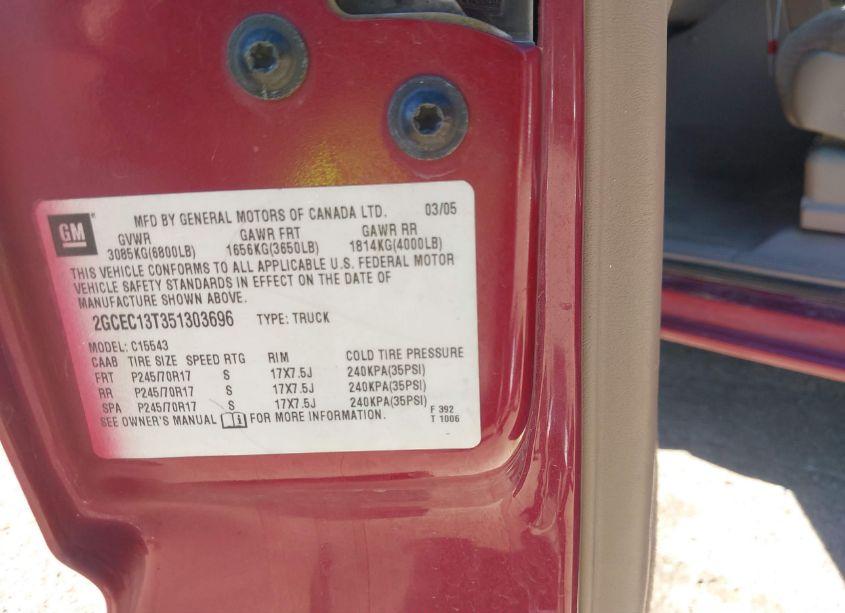 GM
MFD BY GENERAL MOTORS OF CANADA LTD. 03/05
GVWR GAWR FRT GAWR RR
3085KG(6800LB) 1656KG(3650LB) 1814KG(4000LB)
THIS VEHICLE CONFORMS TO ALL APPLICABLE U.S. FEDERAL MOTOR
VEHICLE SAFETY STANDARDS IN EFFECT ON THE DATE OF
MANUFACTURE SHOWN ABOVE.
2GCEC13T351303696 TYPE: TRUCK
MODEL: C15543
CAAB TIRE SIZE SPEED RTG RIM COLD TIRE PRESSURE
FRT P245/70R17 S 17X7.5J 240KPA(35PSI)
RR P245/70R17 S 17X7.5J 240KPA(35PSI)
SPA P245/70R17 S 17X7.5J 240KPA(35PSI)
SEE OWNER'S MANUAL FOR MORE INFORMATION.
F 392
T 1006